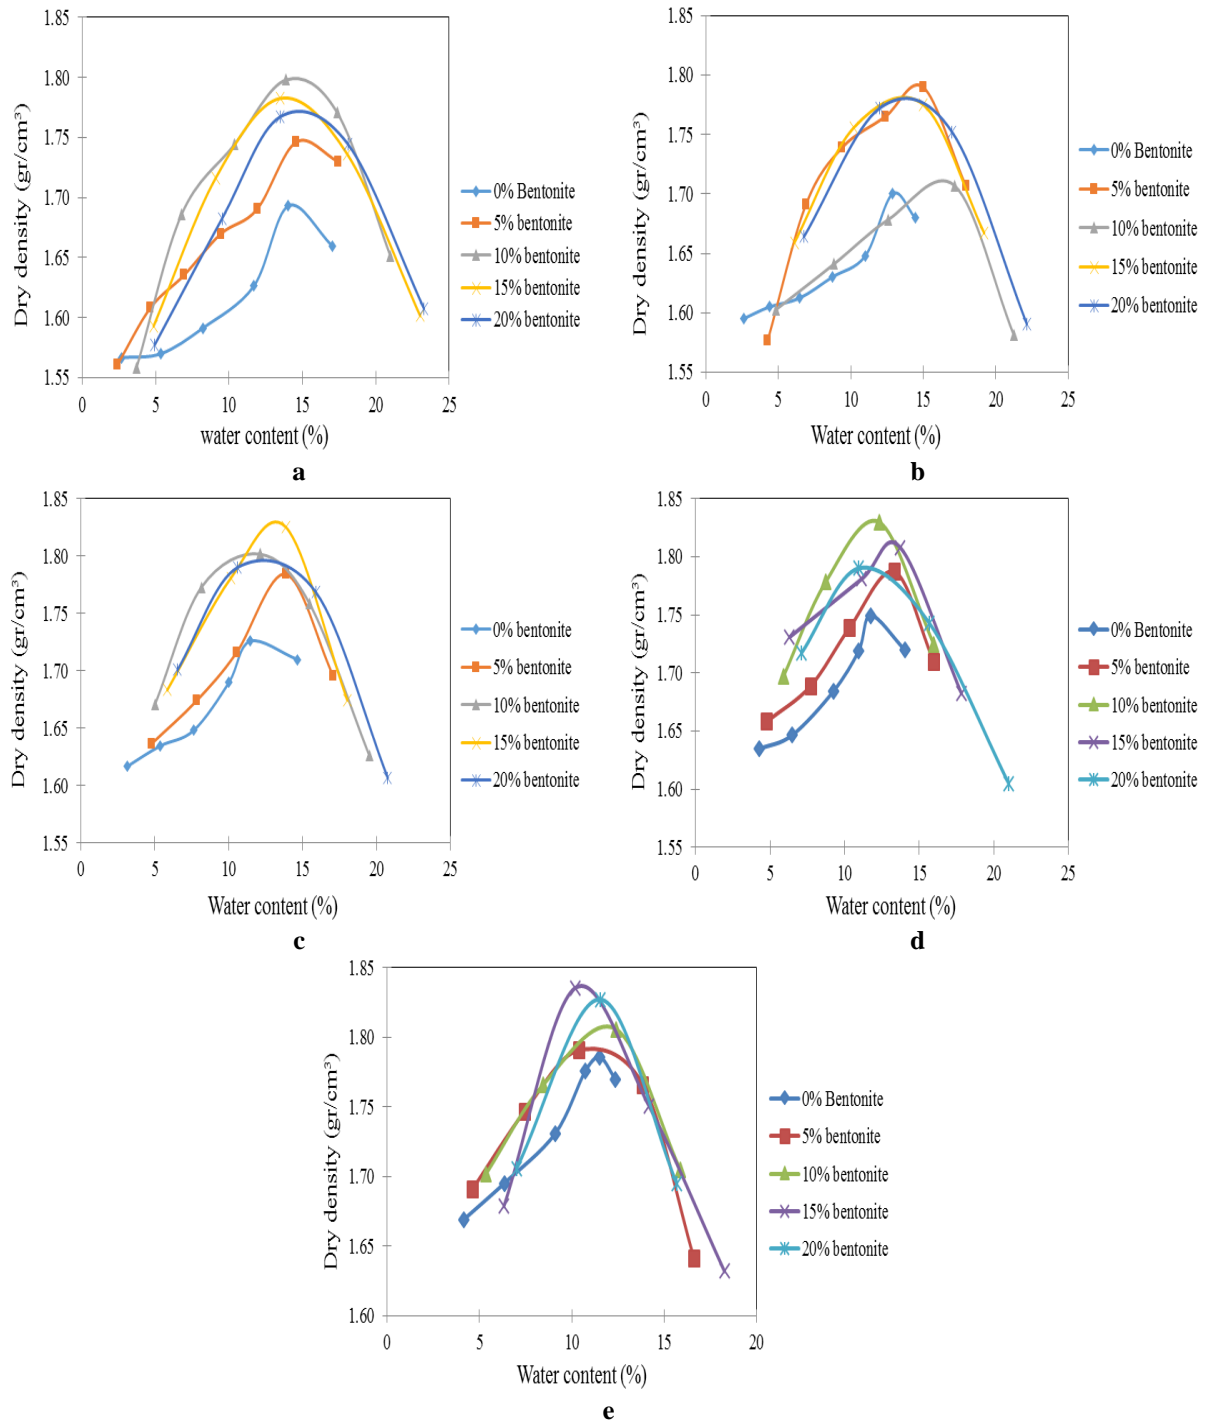 1.85
1.80
1.75
1.70
1.65
1.60
1.55
Dry density (gr/cm³)
0 5 10 15 20 25
water content (%)
0% Bentonite
5% bentonite
10% bentonite
15% bentonite
20% bentonite
a
1.85
1.80
1.75
1.70
1.65
1.60
1.55
Dry density (gr/cm³)
0 5 10 15 20 25
Water content (%)
0% Bentonite
5% bentonite
10% bentonite
15% bentonite
20% bentonite
b
1.85
1.80
1.75
1.70
1.65
1.60
1.55
Dry density (gr/cm³)
0 5 10 15 20 25
Water content (%)
0% bentonite
5% bentonite
10% bentonite
15% bentonite
20% bentonite
c
1.85
1.80
1.75
1.70
1.65
1.60
1.55
Dry density (gr/cm³)
0 5 10 15 20 25
Water content (%)
0% Bentonite
5% bentonite
10% bentonite
15% bentonite
20% bentonite
d
1.85
1.80
1.75
1.70
1.65
1.60
Dry density (gr/cm³)
0 5 10 15 20
Water content (%)
0% Bentonite
5% bentonite
10% bentonite
15% bentonite
20% bentonite
e